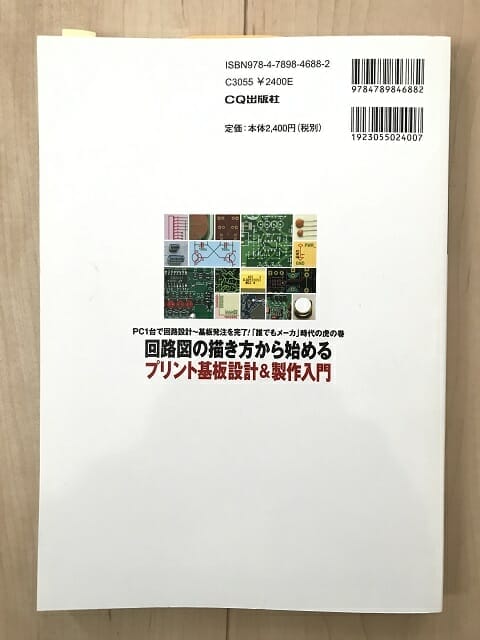 ISBN978-4-7898-4688-2
C3055 ￥2400E
CQ出版社
定価：本体2,400円（税別）
9784789846882
1923055024007
PC1台で回路設計～基板発注を完了！「誰でもメーカ」時代の虎の巻
回路図の描き方から始める
プリント基板設計＆製作入門